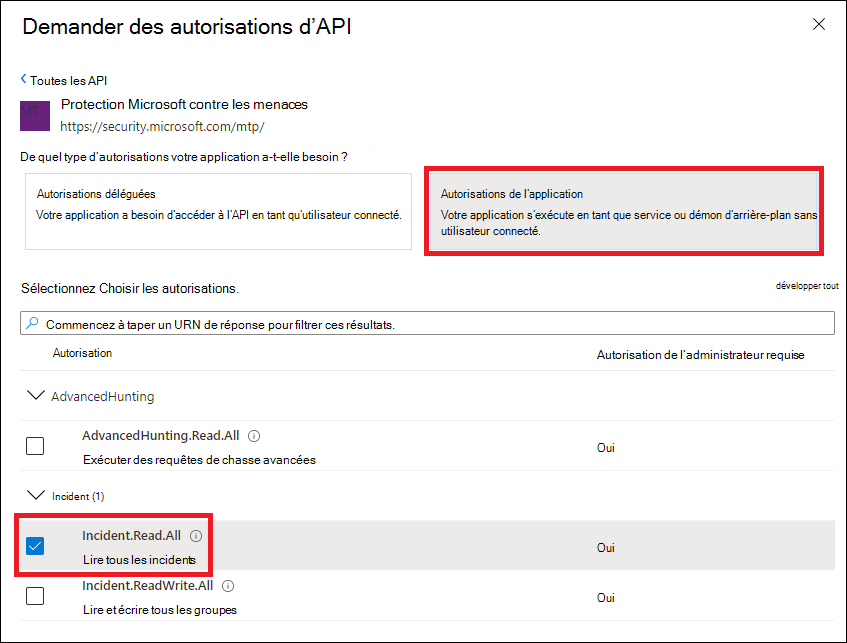 Demander des autorisations d'API
Toutes les API
MT
Protection Microsoft contre les menaces
https://security.microsoft.com/mtp/
De quel type d'autorisations votre application a-t-elle besoin ?
Autorisations déléguées
Votre application a besoin d'accéder à l'API en tant qu'utilisateur connecté.
Autorisations de l'application
Votre application s'exécute en tant que service ou démon d'arrière-plan sans
utilisateur connecté.
Sélectionnez Choisir les autorisations.
développer tout
Commencez à taper un URN de réponse pour filtrer ces résultats.
Autorisation
Autorisation de l'administrateur requise
AdvancedHunting
AdvancedHunting.Read.All
Exécuter des requêtes de chasse avancées
Oui
Incident (1)
Incident.Read.All
Lire tous les incidents
Oui
Incident.ReadWrite.All
Lire et écrire tous les groupes
Oui